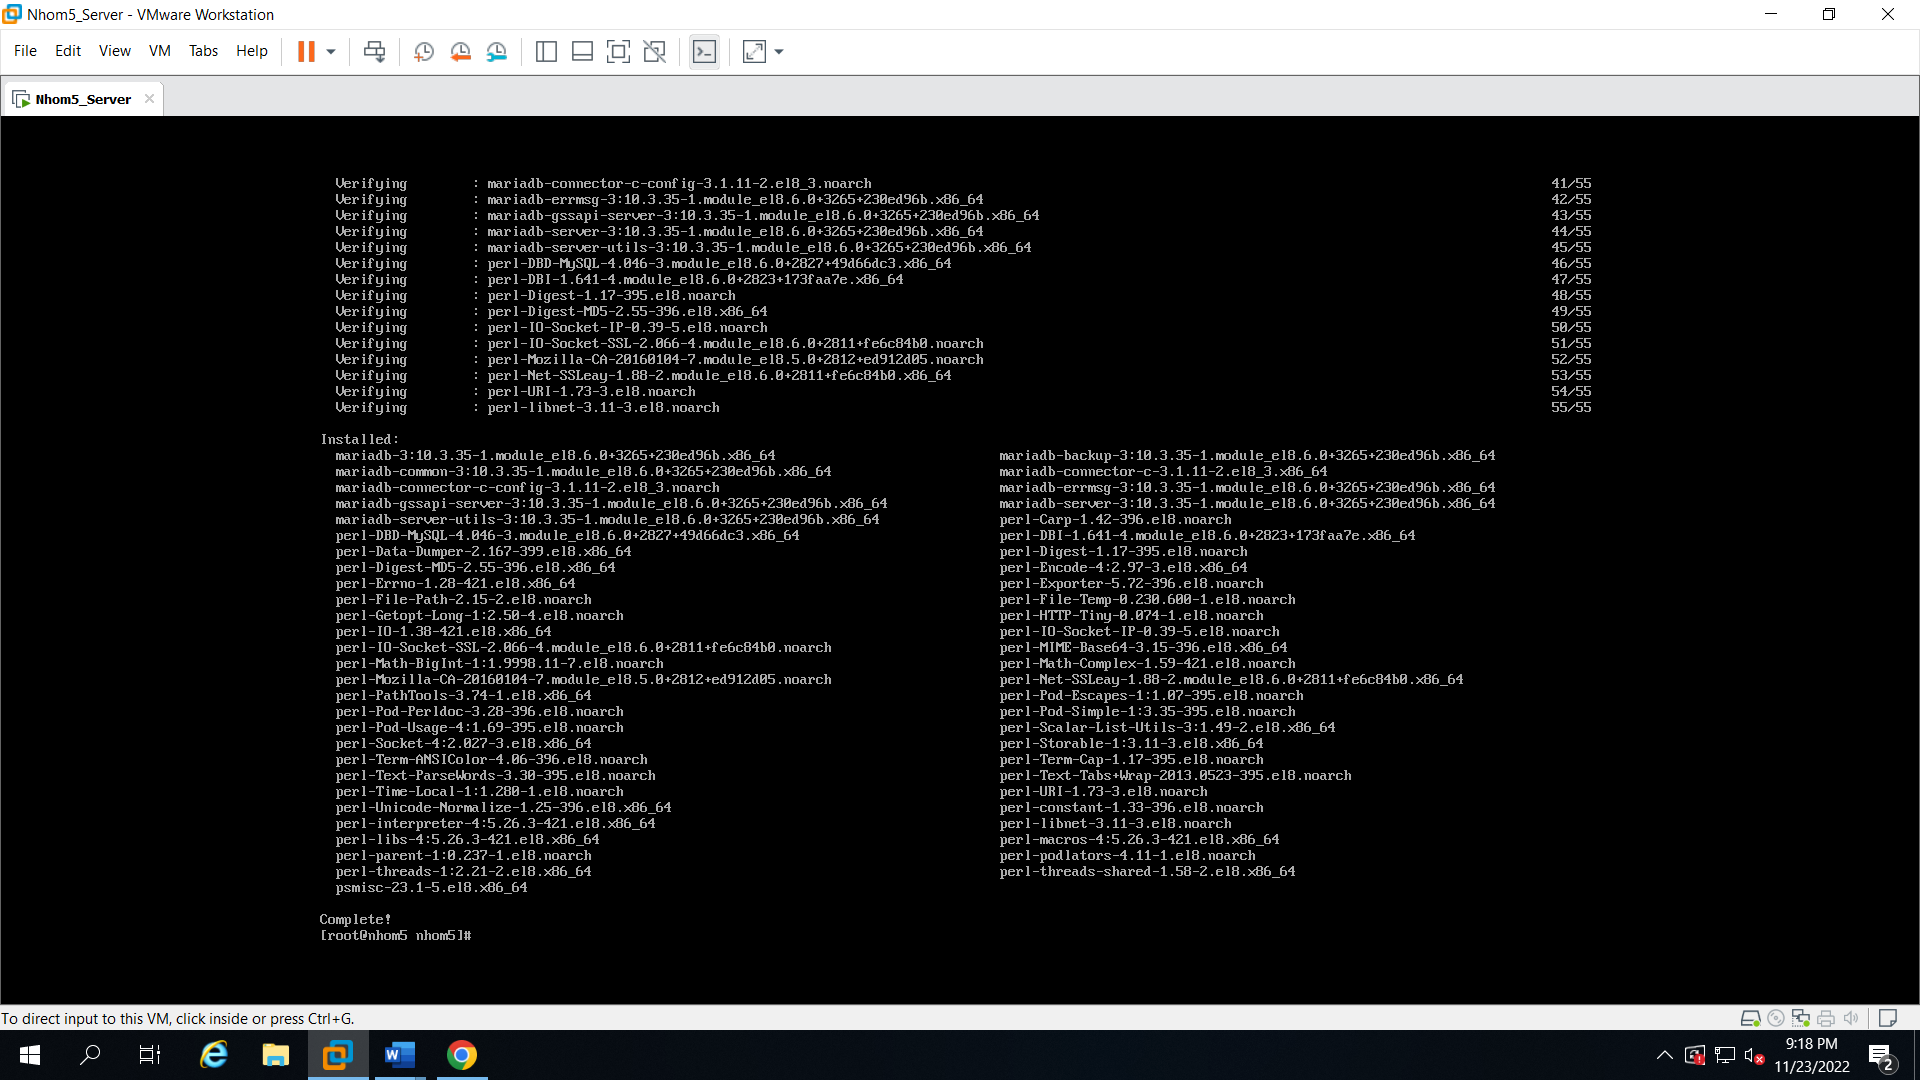 Nhom5_Server - VMware Workstation
File Edit View VM Tabs Help
Nhom5_Server
Verifying : mariadb-connector-c-config-3.1.11-2.el8_3.noarch 41/55
Verifying : mariadb-errmsg-3:10.3.35-1.module_el8.6.0+3265+230ed96b.x86_64 42/55
Verifying : mariadb-gssapi-server-3:10.3.35-1.module_el8.6.0+3265+230ed96b.x86_64 43/55
Verifying : mariadb-server-3:10.3.35-1.module_el8.6.0+3265+230ed96b.x86_64 44/55
Verifying : mariadb-server-utils-3:10.3.35-1.module_el8.6.0+3265+230ed96b.x86_64 45/55
Verifying : perl-DBD-MySQL-4.046-3.module_el8.6.0+2827+49d66dc3.x86_64 46/55
Verifying : perl-DBI-1.641-4.module_el8.6.0+2823+173faa7e.x86_64 47/55
Verifying : perl-Digest-1.17-395.el8.noarch 48/55
Verifying : perl-Digest-MD5-2.55-396.el8.x86_64 49/55
Verifying : perl-IO-Socket-IP-0.39-5.el8.noarch 50/55
Verifying : perl-IO-Socket-SSL-2.066-4.module_el8.6.0+2811+fe6c84b0.noarch 51/55
Verifying : perl-Mozilla-CA-20160104-7.module_el8.5.0+2812+ed912d05.noarch 52/55
Verifying : perl-Net-SSLeay-1.88-2.module_el8.6.0+2811+fe6c84b0.x86_64 53/55
Verifying : perl-URI-1.73-3.el8.noarch 54/55
Verifying : perl-libnet-3.11-3.el8.noarch 55/55
Installed:
mariadb-3:10.3.35-1.module_el8.6.0+3265+230ed96b.x86_64 mariadb-backup-3:10.3.35-1.module_el8.6.0+3265+230ed96b.x86_64
mariadb-common-3:10.3.35-1.module_el8.6.0+3265+230ed96b.x86_64 mariadb-connector-c-3.1.11-2.el8_3.x86_64
mariadb-connector-c-config-3.1.11-2.el8_3.noarch mariadb-errmsg-3:10.3.35-1.module_el8.6.0+3265+230ed96b.x86_64
mariadb-gssapi-server-3:10.3.35-1.module_el8.6.0+3265+230ed96b.x86_64 mariadb-server-3:10.3.35-1.module_el8.6.0+3265+230ed96b.x86_64
mariadb-server-utils-3:10.3.35-1.module_el8.6.0+3265+230ed96b.x86_64 perl-Carp-1.42-396.el8.noarch
perl-DBD-MySQL-4.046-3.module_el8.6.0+2827+49d66dc3.x86_64 perl-DBI-1.641-4.module_el8.6.0+2823+173faa7e.x86_64
perl-Data-Dumper-2.167-399.el8.x86_64 perl-Digest-1.17-395.el8.noarch
perl-Digest-MD5-2.55-396.el8.x86_64 perl-Encode-4:2.97-3.el8.x86_64
perl-Errno-1.28-421.el8.x86_64 perl-Exporter-5.72-396.el8.noarch
perl-File-Path-2.15-2.el8.noarch perl-File-Temp-0.230.600-1.el8.noarch
perl-Getopt-Long-1:2.50-4.el8.noarch perl-HTTP-Tiny-0.074-1.el8.noarch
perl-IO-1.38-421.el8.x86_64 perl-IO-Socket-IP-0.39-5.el8.noarch
perl-IO-Socket-SSL-2.066-4.module_el8.6.0+2811+fe6c84b0.noarch perl-MIME-Base64-3.15-396.el8.x86_64
perl-Math-BigInt-1:1.9998.11-7.el8.noarch perl-Math-Complex-1.59-421.el8.noarch
perl-Mozilla-CA-20160104-7.module_el8.5.0+2812+ed912d05.noarch perl-Net-SSLeay-1.88-2.module_el8.6.0+2811+fe6c84b0.x86_64
perl-PathTools-3.74-1.el8.x86_64 perl-Pod-Escapes-1:1.07-395.el8.noarch
perl-Pod-Perldoc-3.28-396.el8.noarch perl-Pod-Simple-1:3.35-395.el8.noarch
perl-Pod-Usage-4:1.69-395.el8.noarch perl-Scalar-List-Utils-3:1.49-2.el8.x86_64
perl-Socket-4:2.027-3.el8.x86_64 perl-Storable-1:3.11-3.el8.x86_64
perl-Term-ANSIColor-4.06-396.el8.noarch perl-Term-Cap-1.17-395.el8.noarch
perl-Text-ParseWords-3.30-395.el8.noarch perl-Text-Tabs+Wrap-2013.0523-395.el8.noarch
perl-Time-Local-1:1.280-1.el8.noarch perl-URI-1.73-3.el8.noarch
perl-Unicode-Normalize-1.25-396.el8.x86_64 perl-constant-1.33-396.el8.noarch
perl-interpreter-4:5.26.3-421.el8.x86_64 perl-libnet-3.11-3.el8.noarch
perl-libs-4:5.26.3-421.el8.x86_64 perl-macros-4:5.26.3-421.el8.x86_64
perl-parent-1:0.237-1.el8.noarch perl-podlators-4.11-1.el8.noarch
perl-threads-1:2.21-2.el8.x86_64 perl-threads-shared-1.58-2.el8.x86_64
psmisc-23.1-5.el8.x86_64
Complete!
[root@nhom5 nhom5]#
To direct input to this VM, click inside or press Ctrl+G.
9:18 PM
11/23/2022
2